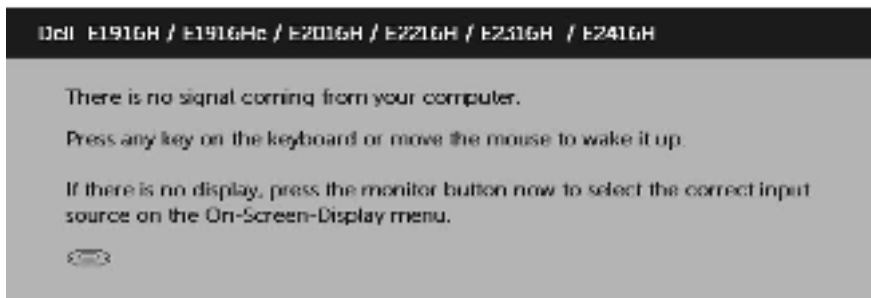 Dell E1916H / E1916He / E2016H / E2216H / E2316H / E2416H
There is no signal coming from your computer.
Press any key on the keyboard or move the mouse to wake it up.
If there is no display, press the monitor button now to select the correct input
source on the On-Screen-Display menu.